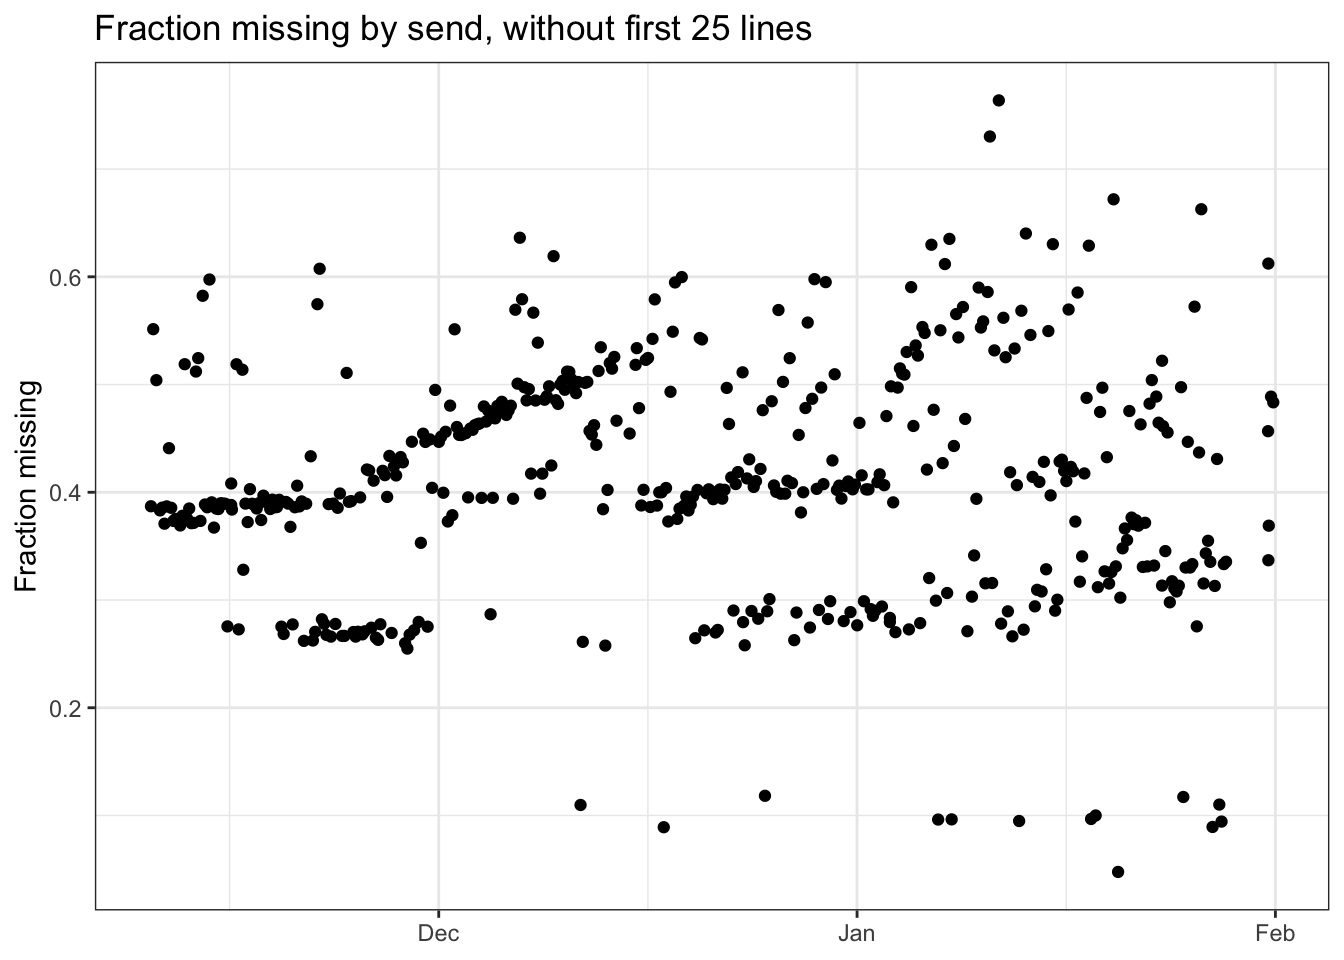 Fraction missing by send, without first 25 lines
Fraction missing
0.6
0.4
0.2
Dec
Jan
Feb